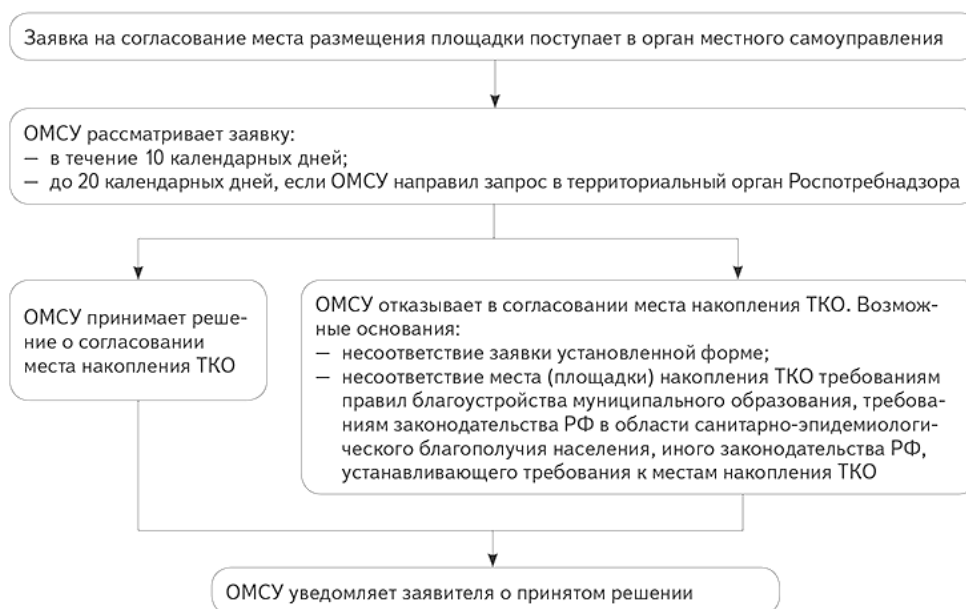 Заявка на согласование места размещения площадки поступает в орган местного самоуправления
ОМСУ рассматривает заявку:
— в течение 10 календарных дней;
— до 20 календарных дней, если ОМСУ направил запрос в территориальный орган Роспотребнадзора
ОМСУ принимает реше-
ние о согласовании
места накопления ТКО
ОМСУ отказывает в согласовании места накопления ТКО. Возмож-
ные основания:
— несоответствие заявки установленной форме;
— несоответствие места (площадки) накопления ТКО требованиям
правил благоустройства муниципального образования, требова-
ниям законодательства РФ в области санитарно-эпидемиологи-
ческого благополучия населения, иного законодательства РФ,
устанавливающего требования к местам накопления ТКО
ОМСУ уведомляет заявителя о принятом решении